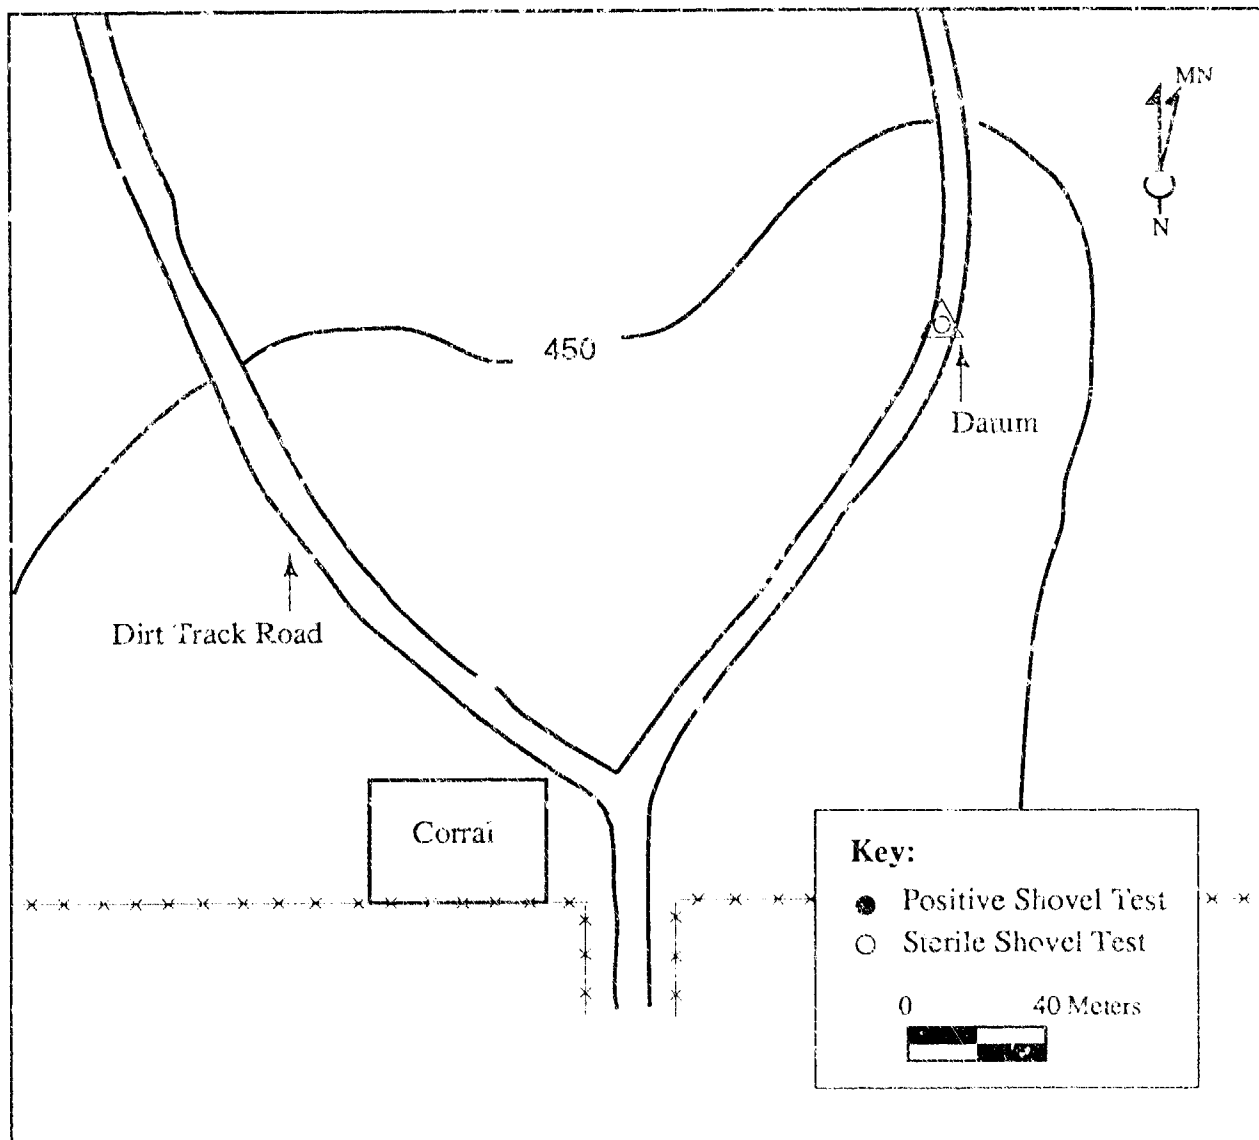 MN
N
450
Datum
Dirt Track Road
Corral
Key:
Positive Shovel Test
Sterile Shovel Test
0 40 Meters